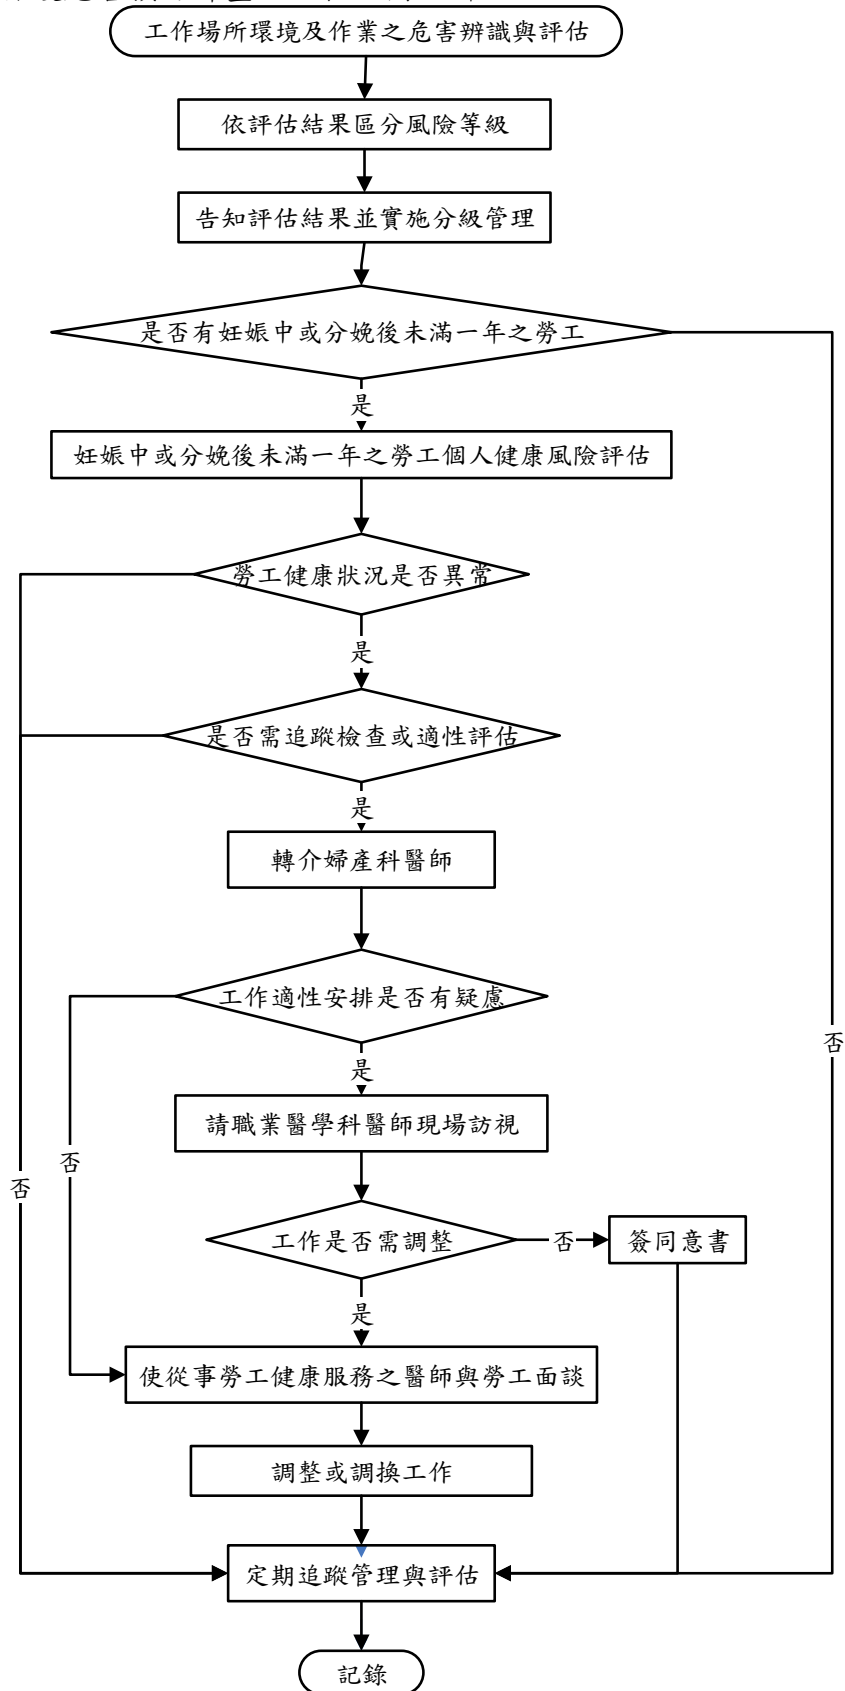 工作場所環境及作業之危害辨識與評估
依評估結果區分風險等級
告知評估結果並實施分級管理
是否有妊娠中或分娩後未滿一年之勞工
是
妊娠中或分娩後未滿一年之勞工個人健康風險評估
勞工健康狀況是否異常
是
是否需追蹤檢查或適性評估
是
轉介婦產科醫師
工作適性安排是否有疑慮
否
是
請職業醫學科醫師現場訪視
否
否
工作是否需調整
否
簽同意書
是
使從事勞工健康服務之醫師與勞工面談
調整或調換工作
定期追蹤管理與評估
記錄